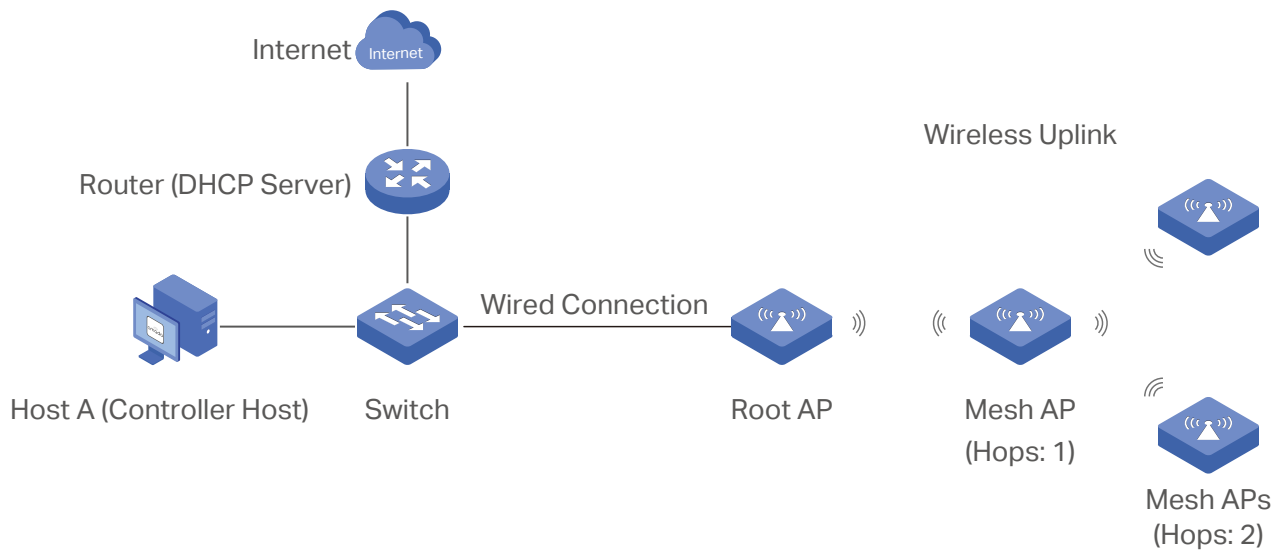 Internet
Internet
Wireless Uplink
Router (DHCP Server)
Wired Connection
Host A (Controller Host)
Switch
Root AP
Mesh AP
(Hops: 1)
Mesh APs
(Hops: 2)